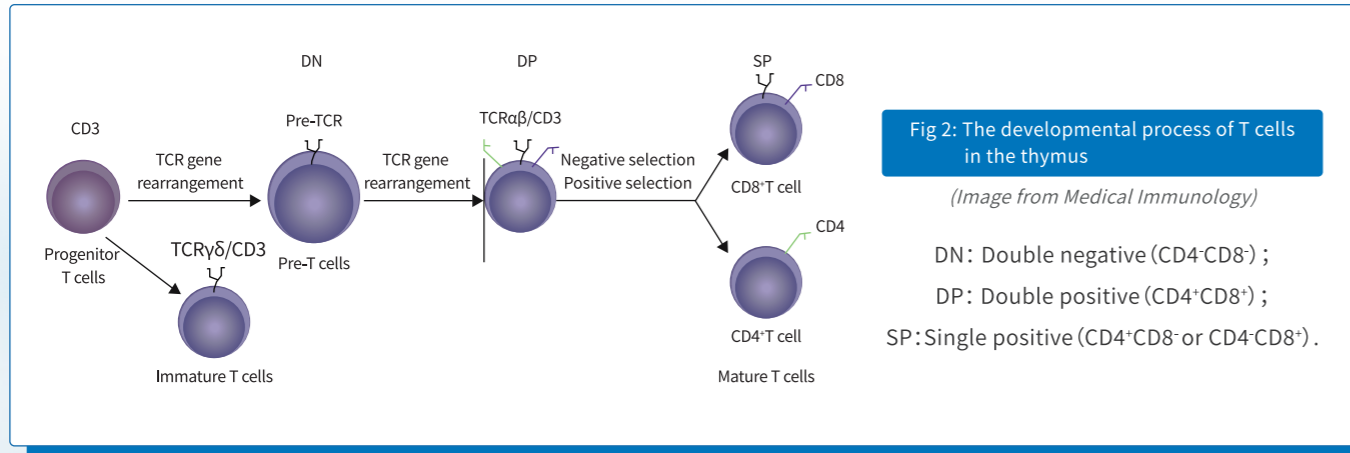 DN
DP
SP
CD8
CD3
Pre-TCR
TCRαβ/CD3
TCR gene
rearrangement
TCR gene
rearrangement
Negative selection
Positive selection
CD8⁺T cell
Progenitor
T cells
TCRγδ/CD3
Pre-T cells
CD4
CD4⁺T cell
Immature T cells
Mature T cells
Fig 2: The developmental process of T cells
in the thymus
(Image from Medical Immunology)
DN: Double negative (CD4⁻CD8⁻) ;
DP: Double positive (CD4⁺CD8⁺) ;
SP:Single positive (CD4⁺CD8⁻ or CD4⁻CD8⁺) .